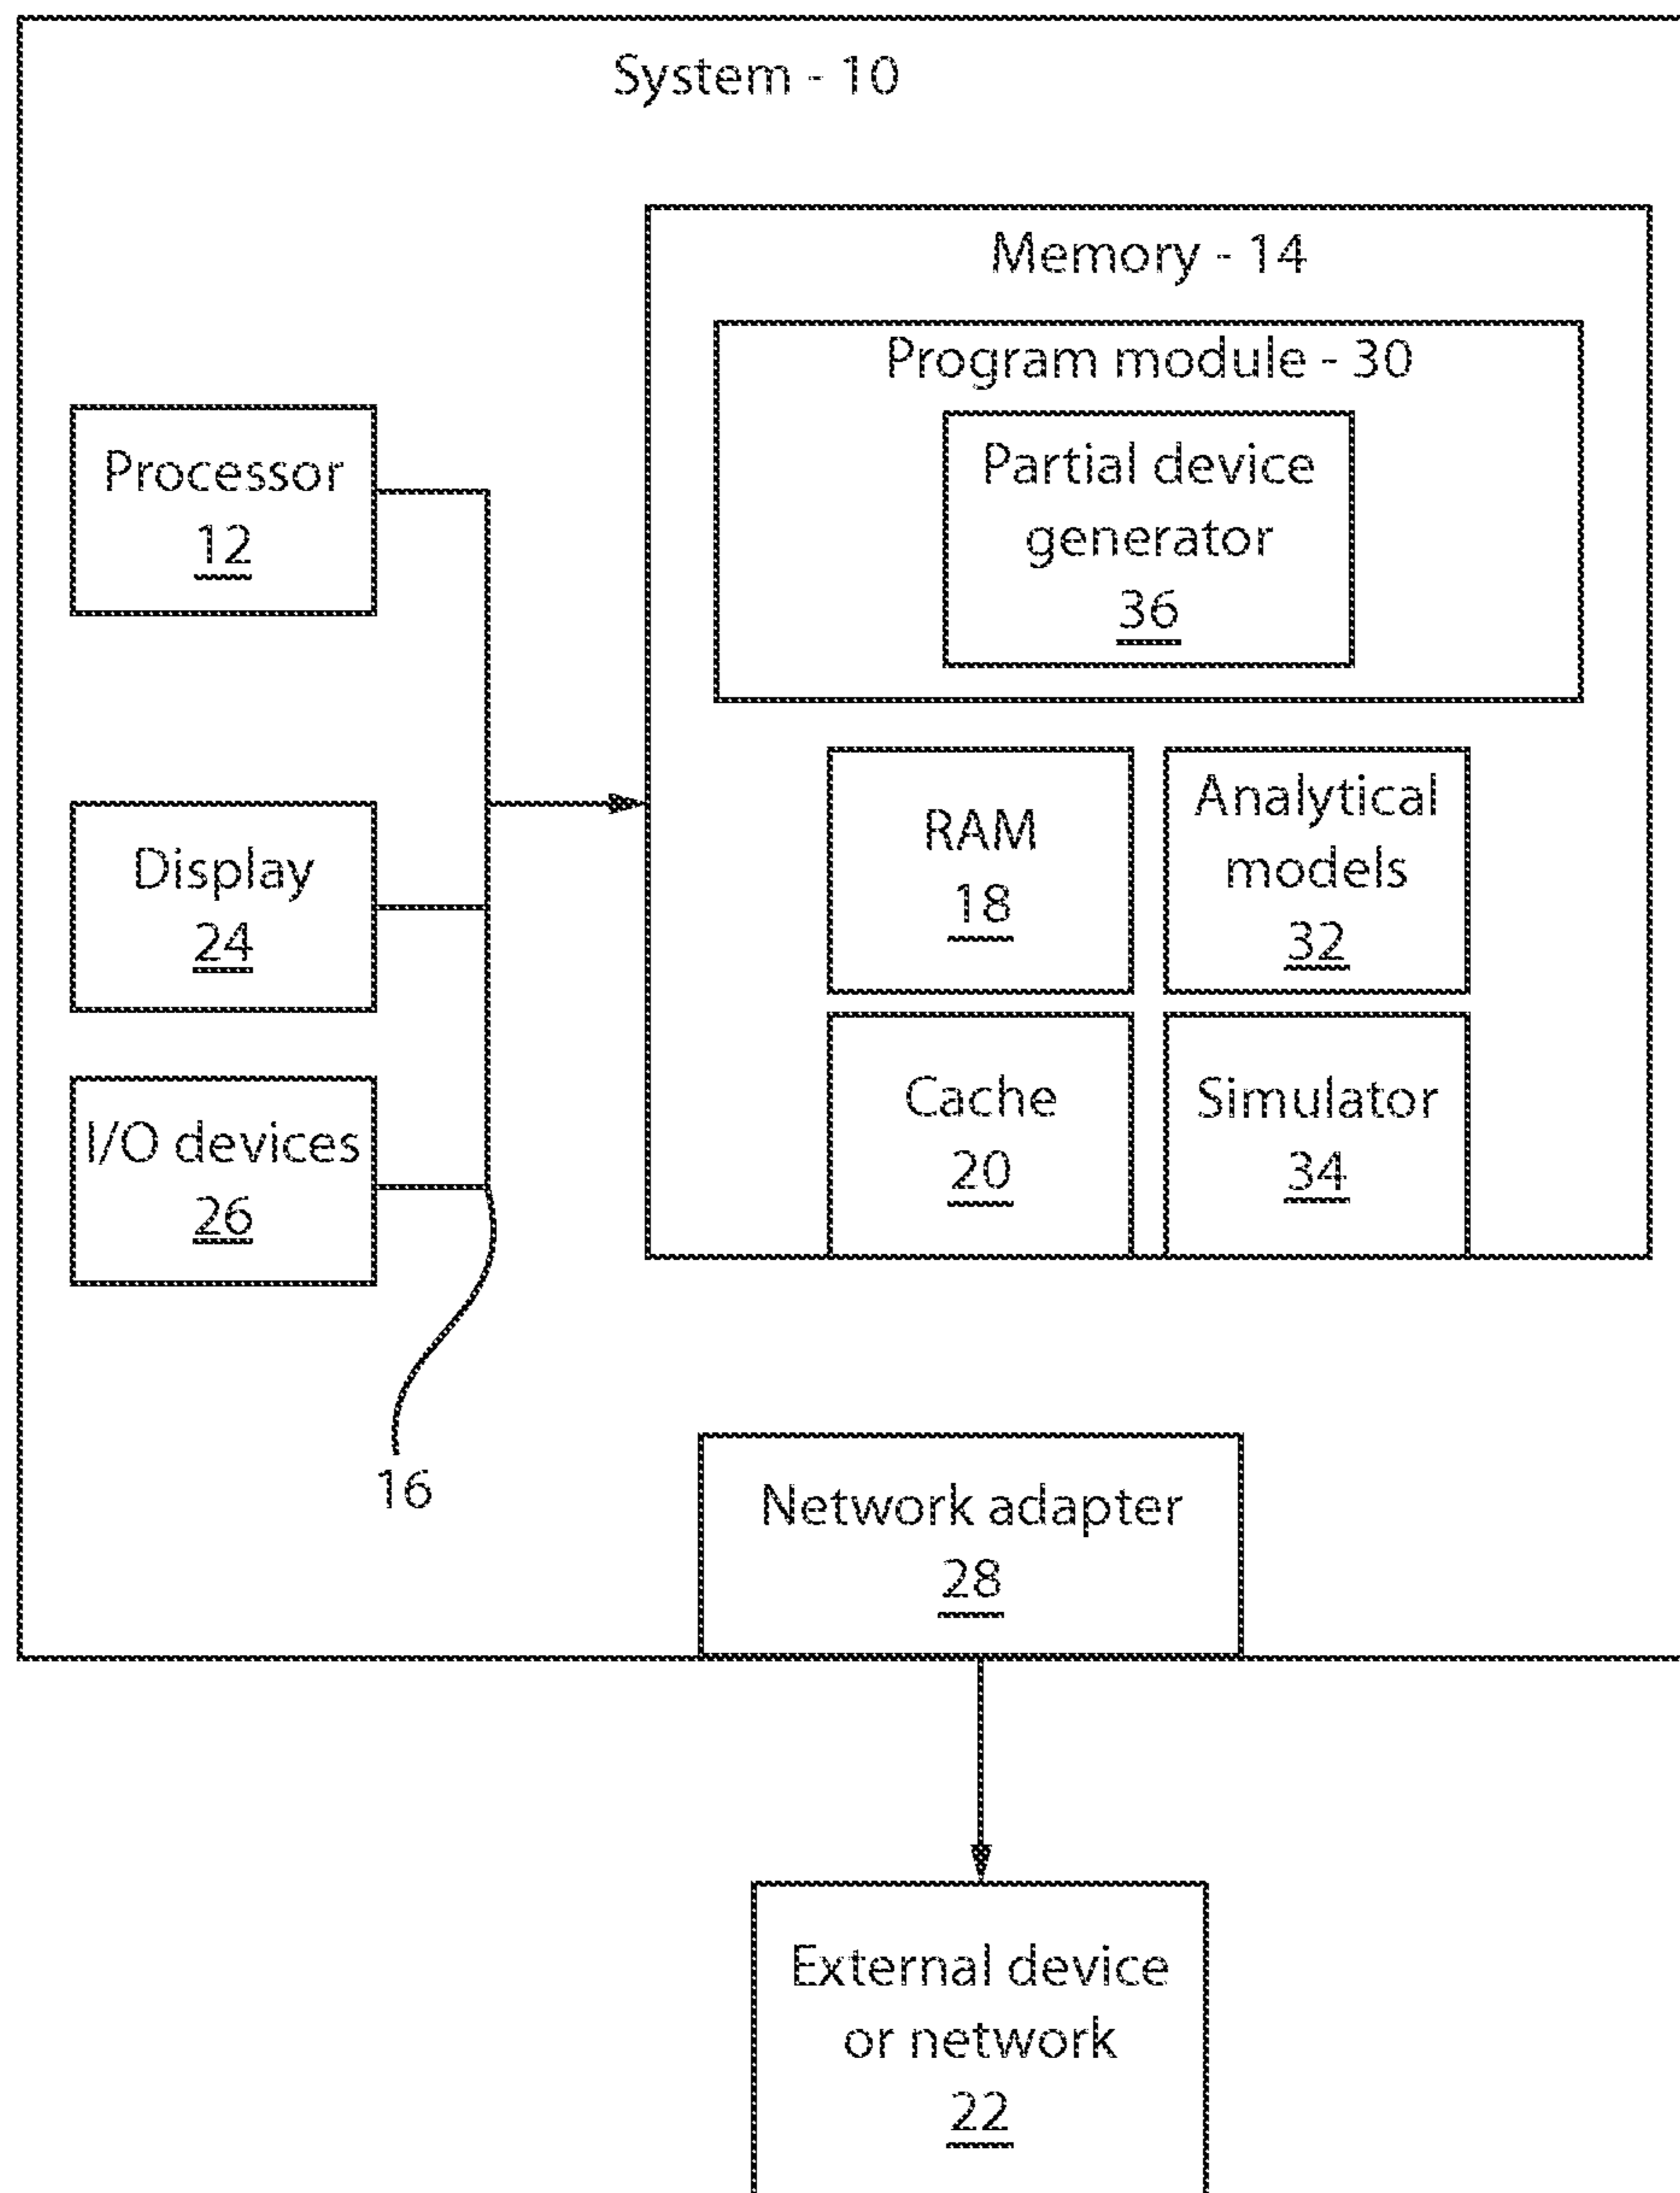 System - 10
Memory - 14
Program module - 30
Partial device
generator
36
Processor
12
RAM
18
Analytical
models
32
Display
24
Cache
20
Simulator
34
I/O devices
26
16
Network adapter
28
External device
or network
22